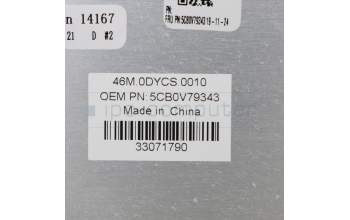 n 14167
21 D #2
PN:
FRU PN:5CB0V79343 19-11-24
46M.0DYCS.0010
OEM PN:5CB0V79343
Made in China
33071790